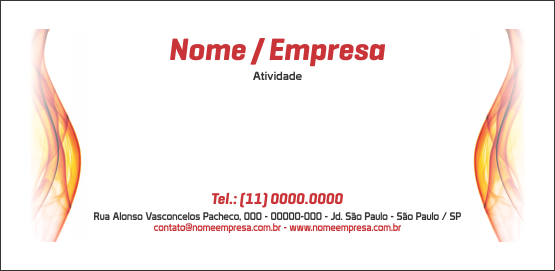 Nome / Empresa
Atividade
Tel.: (11) 0000.0000
Rua Alonso Vasconcelos Pacheco, 000 - 00000-000 - Jd. São Paulo - São Paulo / SP
contato@nomeempresa.com.br - www.nomeempresa.com.br